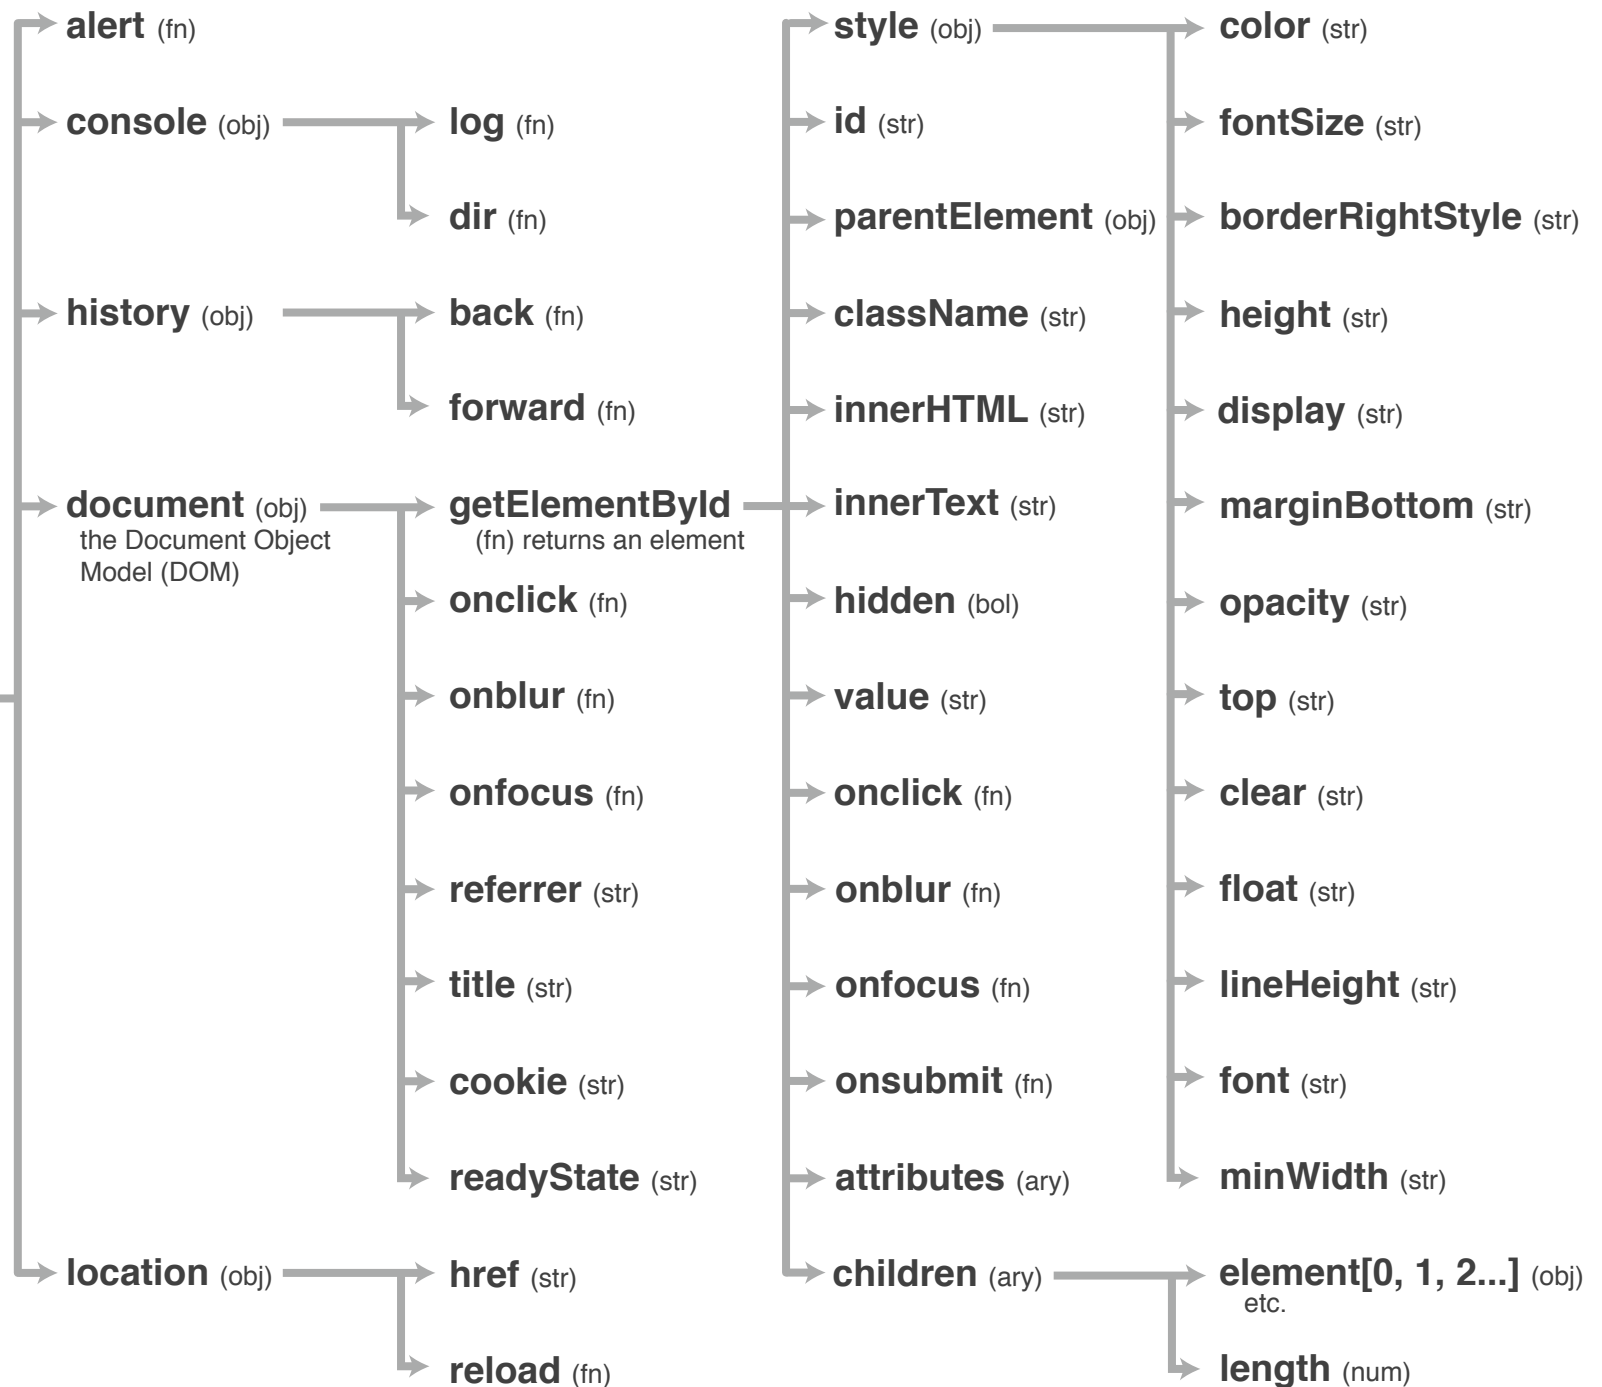 alert (fn)
console (obj)
log (fn)
dir (fn)
history (obj)
back (fn)
forward (fn)
document (obj)
the Document Object
Model (DOM)
getElementById
(fn) returns an element
onclick (fn)
onblur (fn)
onfocus (fn)
referrer (str)
title (str)
cookie (str)
readyState (str)
location (obj)
href (str)
reload (fn)
style (obj)
id (str)
parentElement (obj)
className (str)
innerHTML (str)
innerText (str)
hidden (bol)
value (str)
onclick (fn)
onblur (fn)
onfocus (fn)
onsubmit (fn)
attributes (ary)
children (ary)
color (str)
fontSize (str)
borderRightStyle (str)
height (str)
display (str)
marginBottom (str)
opacity (str)
top (str)
clear (str)
float (str)
lineHeight (str)
font (str)
minWidth (str)
element[0, 1, 2...] (obj)
etc.
length (num)